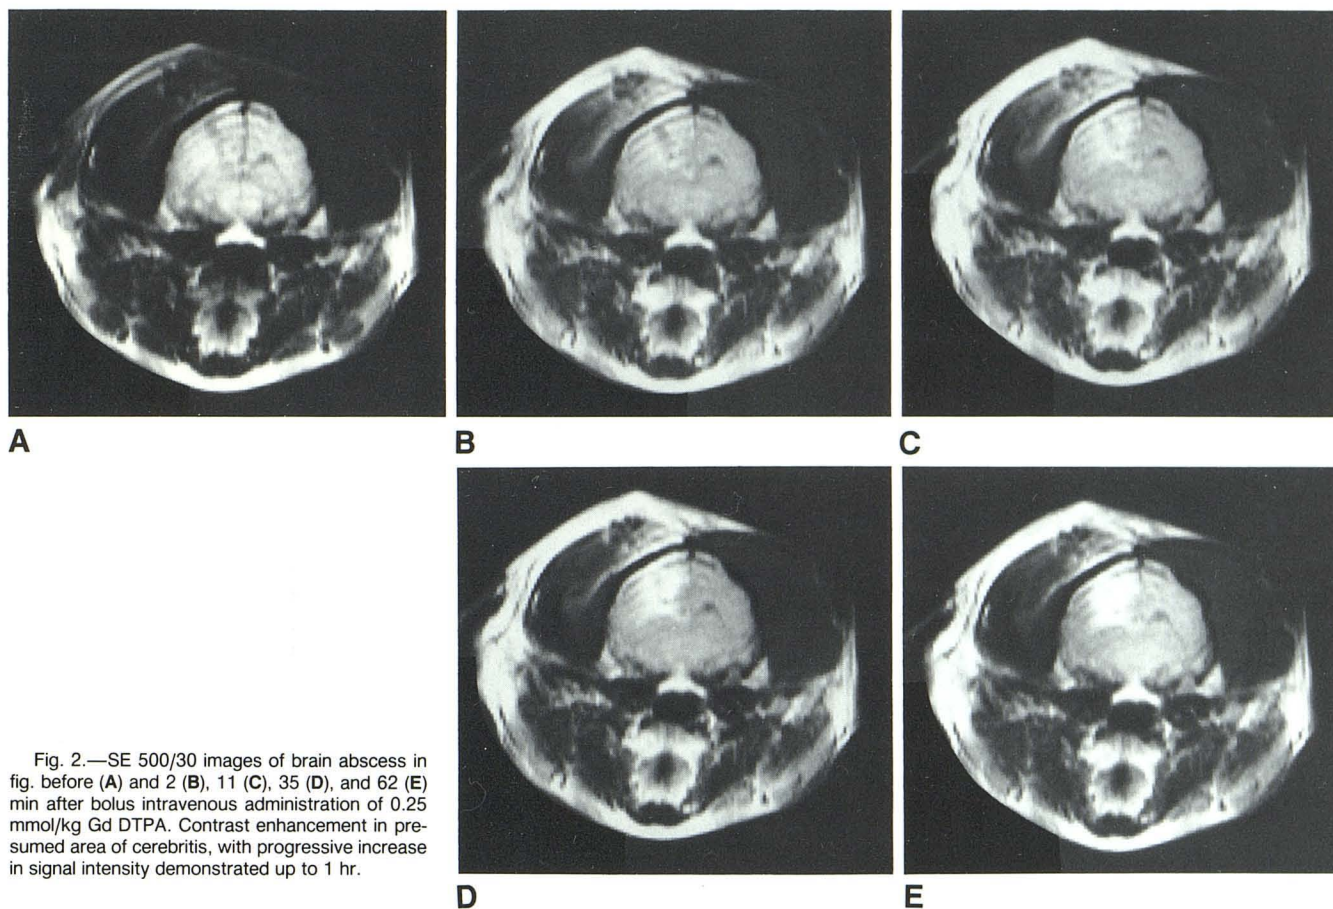 A
B
C
Fig. 2.—SE 500/30 images of brain abscess in
fig. before (A) and 2 (B), 11 (C), 35 (D), and 62 (E)
min after bolus intravenous administration of 0.25
mmol/kg Gd DTPA. Contrast enhancement in pre-
sumed area of cerebritis, with progressive increase
in signal intensity demonstrated up to 1 hr.
D
E